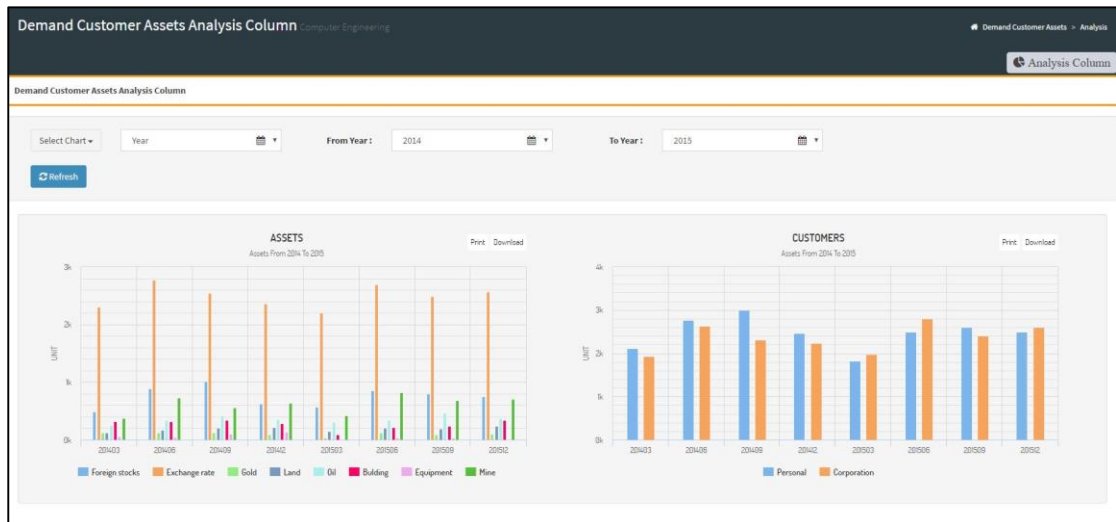 Demand Customer Assets Analysis Column Computer Engineering
Demand Customer Assets > Analysis
Analysis Column
Demand Customer Assets Analysis Column
Select Chart
Year
From Year :
2014
To Year :
2015
Refresh
ASSETS
Assets From 2014 To 2015
Print Download
3k
2k
1k
0k
UNIT
201403 201406 201409 201412 201503 201506 201509 201512
Foreign stocks Exchange rate Gold Land Oil Bulding Equipment Mine
CUSTOMERS
Assets From 2014 To 2015
Print Download
4k
3k
2k
1k
0k
UNIT
201403 201406 201409 201412 201503 201506 201509 201512
Personal Corporation